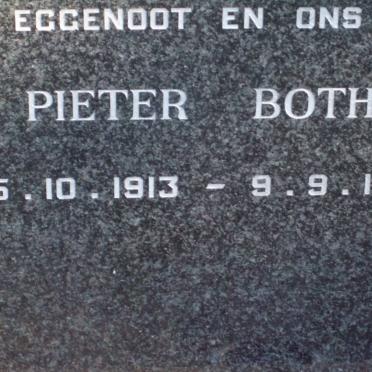 EGGENOOT EN ONS
PIETER BOTH
5.10.1913 - 9.9.1